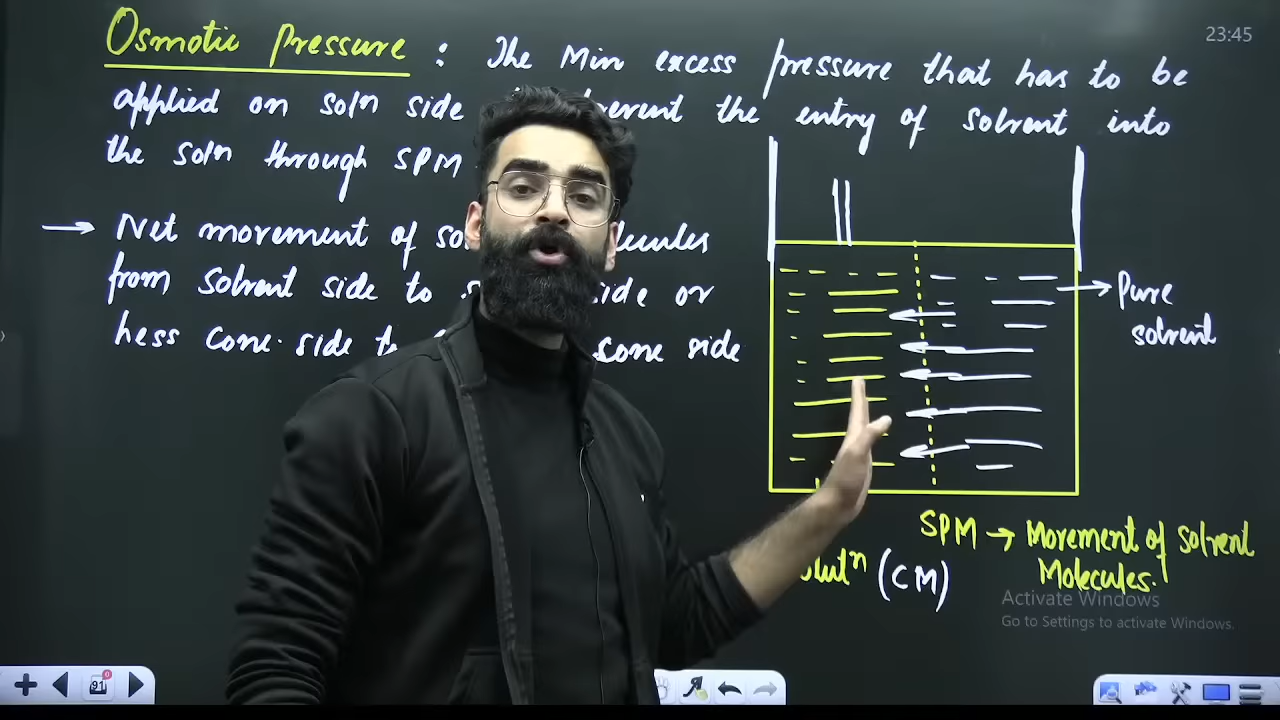 23:45
Osmotic Pressure : The Min excess pressure that has to be
applied on solⁿ side the entry of solvent into
the solⁿ through SPM
→ Net movement of
from solvent side to side or
less conc. side to conc side
→ Pure
solvent
SPM → Movement of solvent
Molecules.
(CM)
Activate Windows
Go to Settings to activate Windows.
91